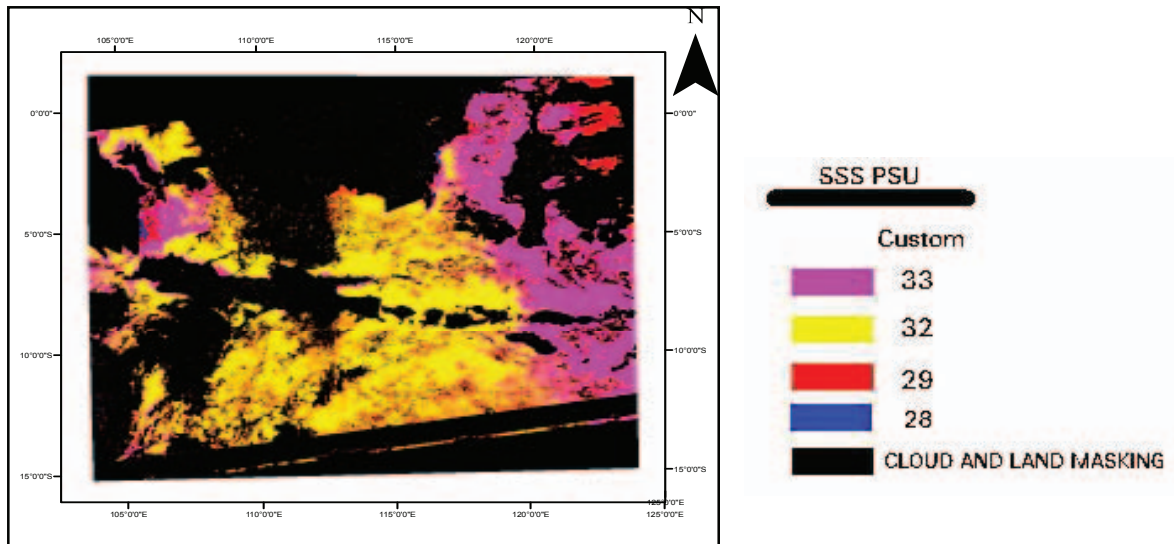 N
105°0'0"E 110°0'0"E 115°0'0"E 120°0'0"E
0°0'0" 0°0'0"
5°0'0"S 5°0'0"S
10°0'0"S 10°0'0"S
15°0'0"S 15°0'0"S
125°0'0"E
105°0'0"E 110°0'0"E 115°0'0"E 120°0'0"E 125°0'0"E
SSS PSU
Custom
33
32
29
28
CLOUD AND LAND MASKING